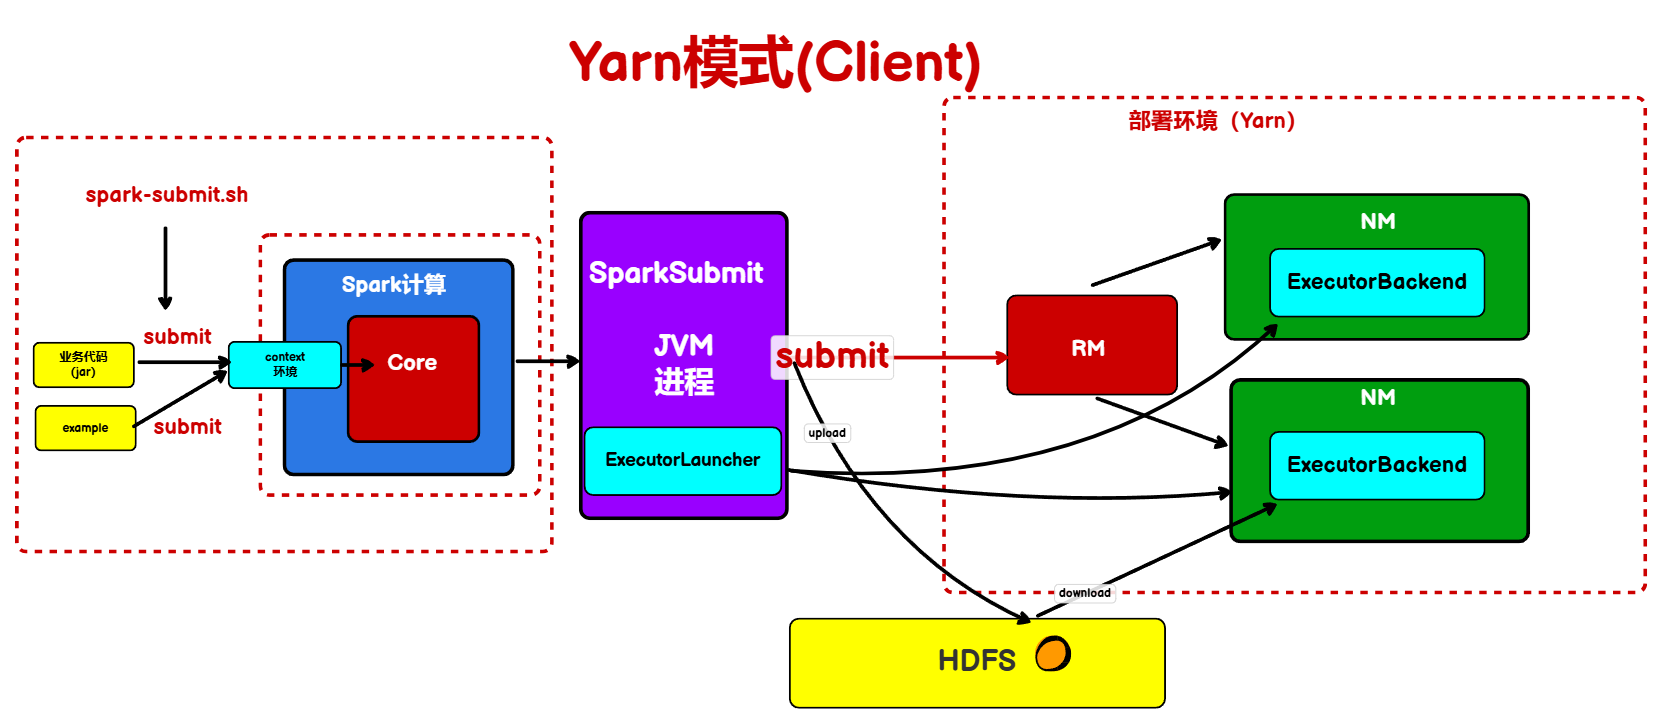 Yarn模式(Client)
部署环境（Yarn）
spark-submit.sh
submit
业务代码
(jar)
example
submit
context
环境
Spark计算
Core
SparkSubmit
JVM
进程
ExecutorLauncher
submit
upload
RM
NM
ExecutorBackend
NM
ExecutorBackend
download
HDFS